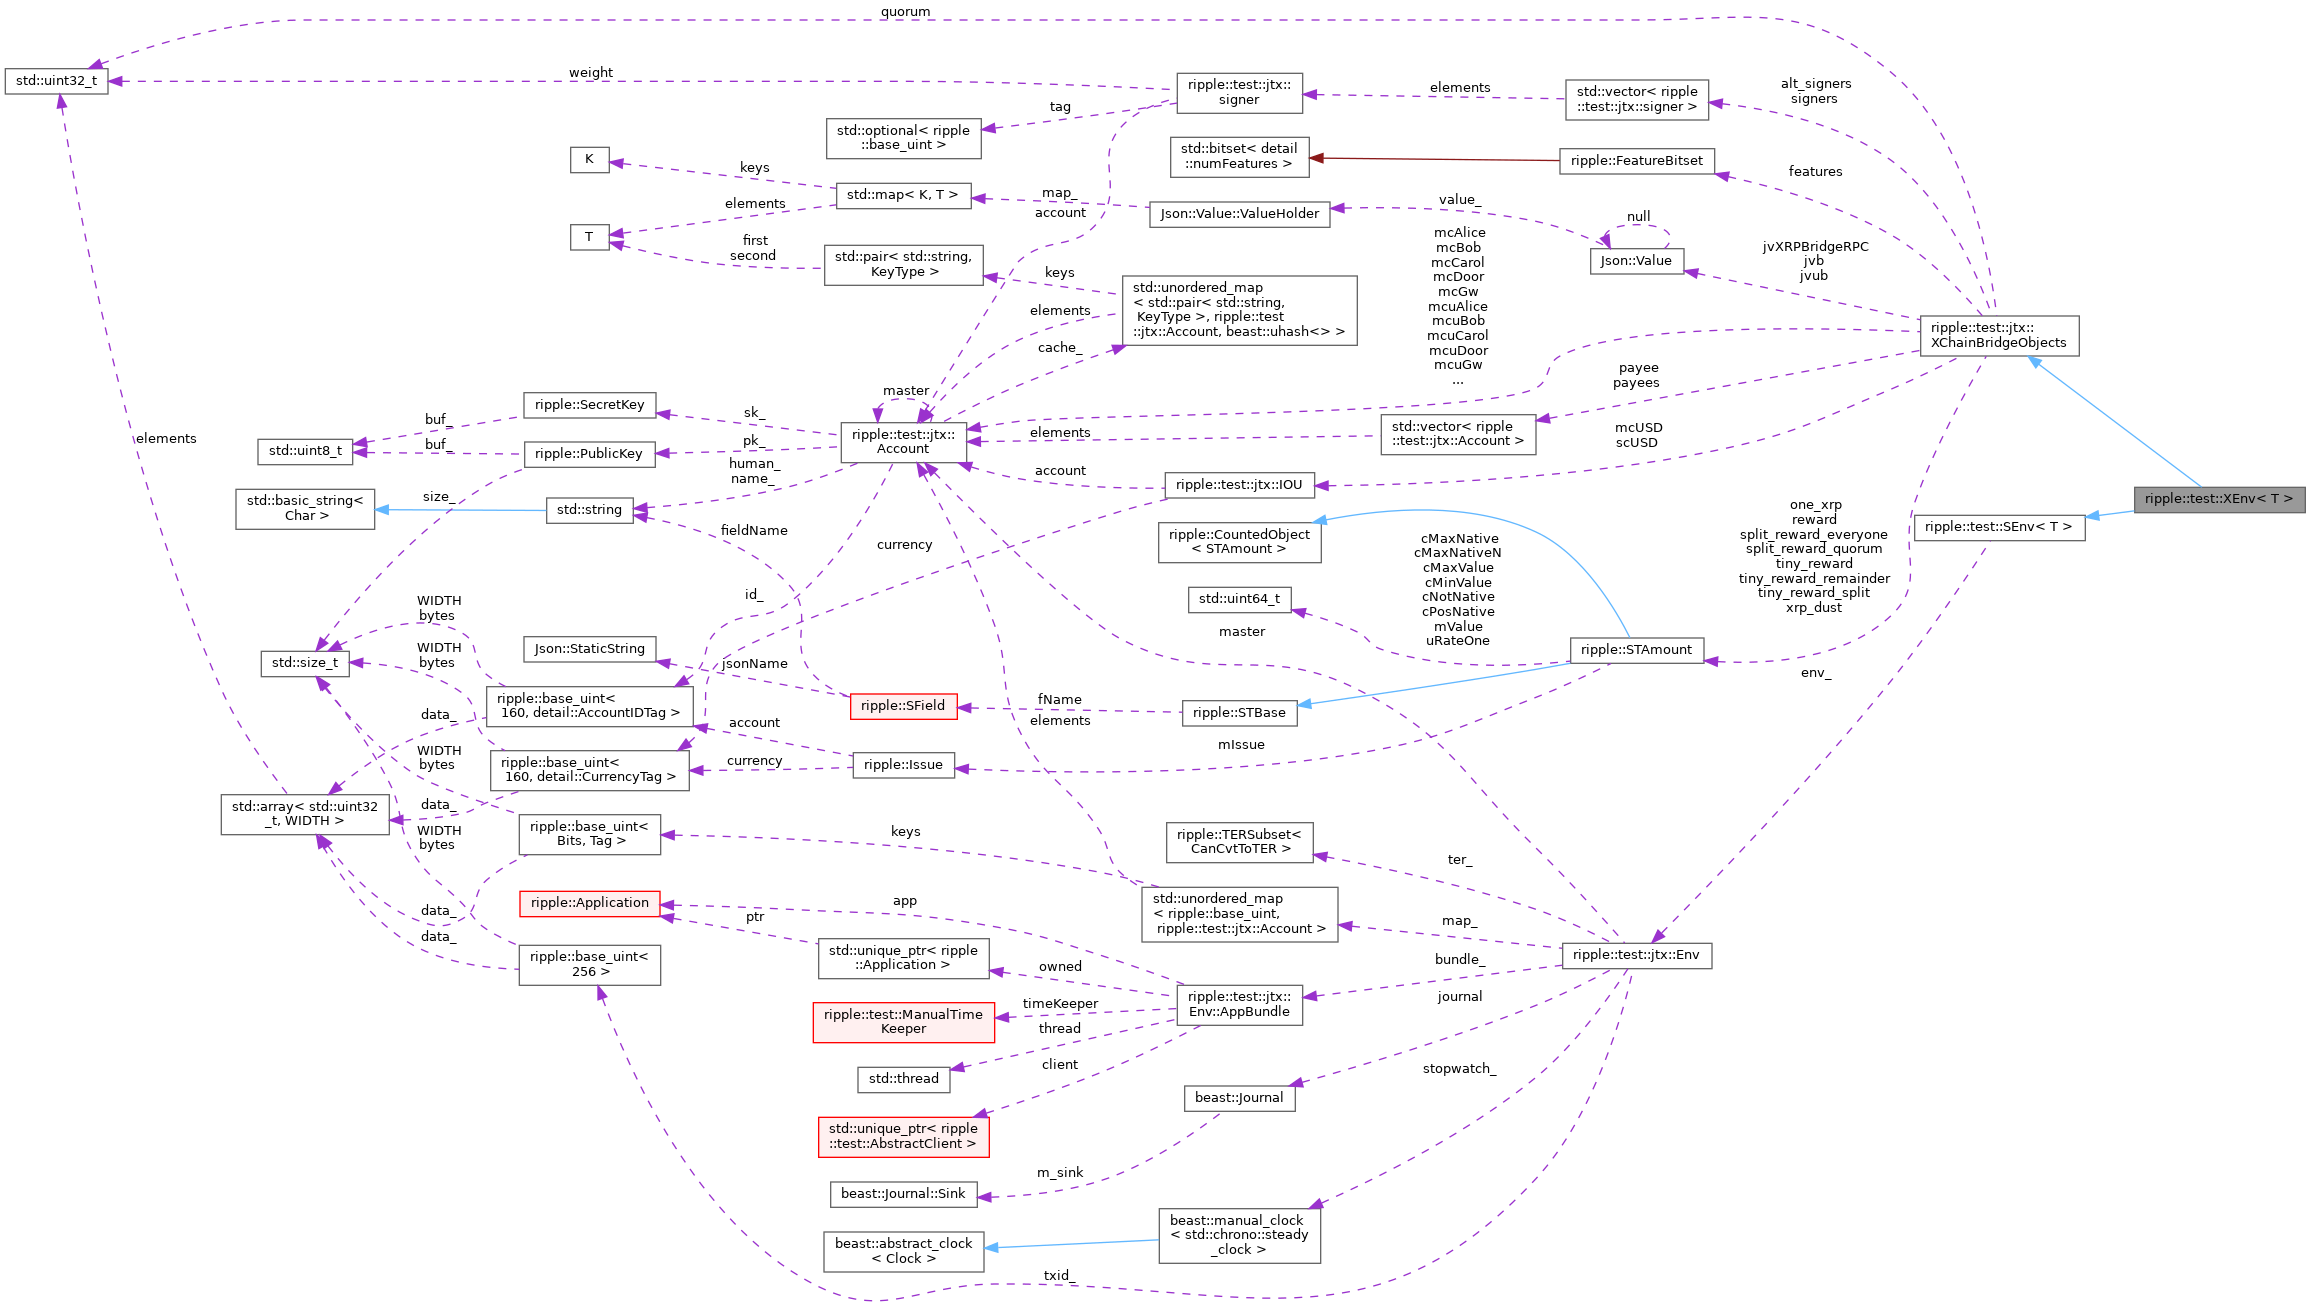 quorum
std::uint32_t
weight
ripple::test::jtx::
signer
elements
std::vector< ripple
::test::jtx::signer >
alt_signers
signers
tag
std::optional< ripple
::base_uint >
std::bitset< detail
::numFeatures >
ripple::FeatureBitset
features
K
keys
std::map< K, T >
map_
Json::Value::ValueHolder
value_
null
Json::Value
jvXRPBridgeRPC
jvb
jvub
elements
T
first
second
std::pair< std::string,
KeyType >
account
keys
std::unordered_map
< std::pair< std::string,
KeyType >, ripple::test
::jtx::Account, beast::uhash<> >
elements
cache_
mcAlice
mcBob
mcCarol
mcDoor
mcGw
mcuAlice
mcuBob
mcuCarol
mcuDoor
mcuGw
...
ripple::test::jtx::
XChainBridgeObjects
payee
payees
master
ripple::SecretKey
sk_
buf_
std::uint8_t
buf_
ripple::PublicKey
pk_
ripple::test::jtx::
Account
elements
std::vector< ripple
::test::jtx::Account >
mcUSD
scUSD
elements
human_
name_
account
ripple::test::jtx::IOU
std::basic_string<
Char >
size_
std::string
fieldName
currency
ripple::CountedObject
< STAmount >
ripple::test::XEnv< T >
ripple::test::SEnv< T >
one_xrp
reward
split_reward_everyone
split_reward_quorum
tiny_reward
tiny_reward_remainder
tiny_reward_split
xrp_dust
cMaxNative
cMaxNativeN
cMaxValue
cMinValue
cNotNative
cPosNative
mValue
uRateOne
std::uint64_t
id_
WIDTH
bytes
master
Json::StaticString
WIDTH
bytes
std::size_t
jsonName
ripple::STAmount
env_
ripple::base_uint<
160, detail::AccountIDTag >
ripple::SField
fName
elements
ripple::STBase
data_
account
WIDTH
bytes
ripple::base_uint<
160, detail::CurrencyTag >
currency
ripple::Issue
mIssue
std::array< std::uint32
_t, WIDTH >
data_
WIDTH
bytes
ripple::base_uint<
Bits, Tag >
keys
ripple::TERSubset<
CanCvtToTER >
ter_
data_
ripple::Application
app
ptr
std::unordered_map
< ripple::base_uint,
ripple::test::jtx::Account >
map_
data_
ripple::base_uint<
256 >
std::unique_ptr< ripple
::Application >
owned
bundle_
ripple::test::jtx::Env
ripple::test::ManualTime
Keeper
timeKeeper
ripple::test::jtx::
Env::AppBundle
journal
thread
std::thread
client
stopwatch_
beast::Journal
std::unique_ptr< ripple
::test::AbstractClient >
m_sink
beast::Journal::Sink
beast::manual_clock
< std::chrono::steady
_clock >
beast::abstract_clock
< Clock >
txid_